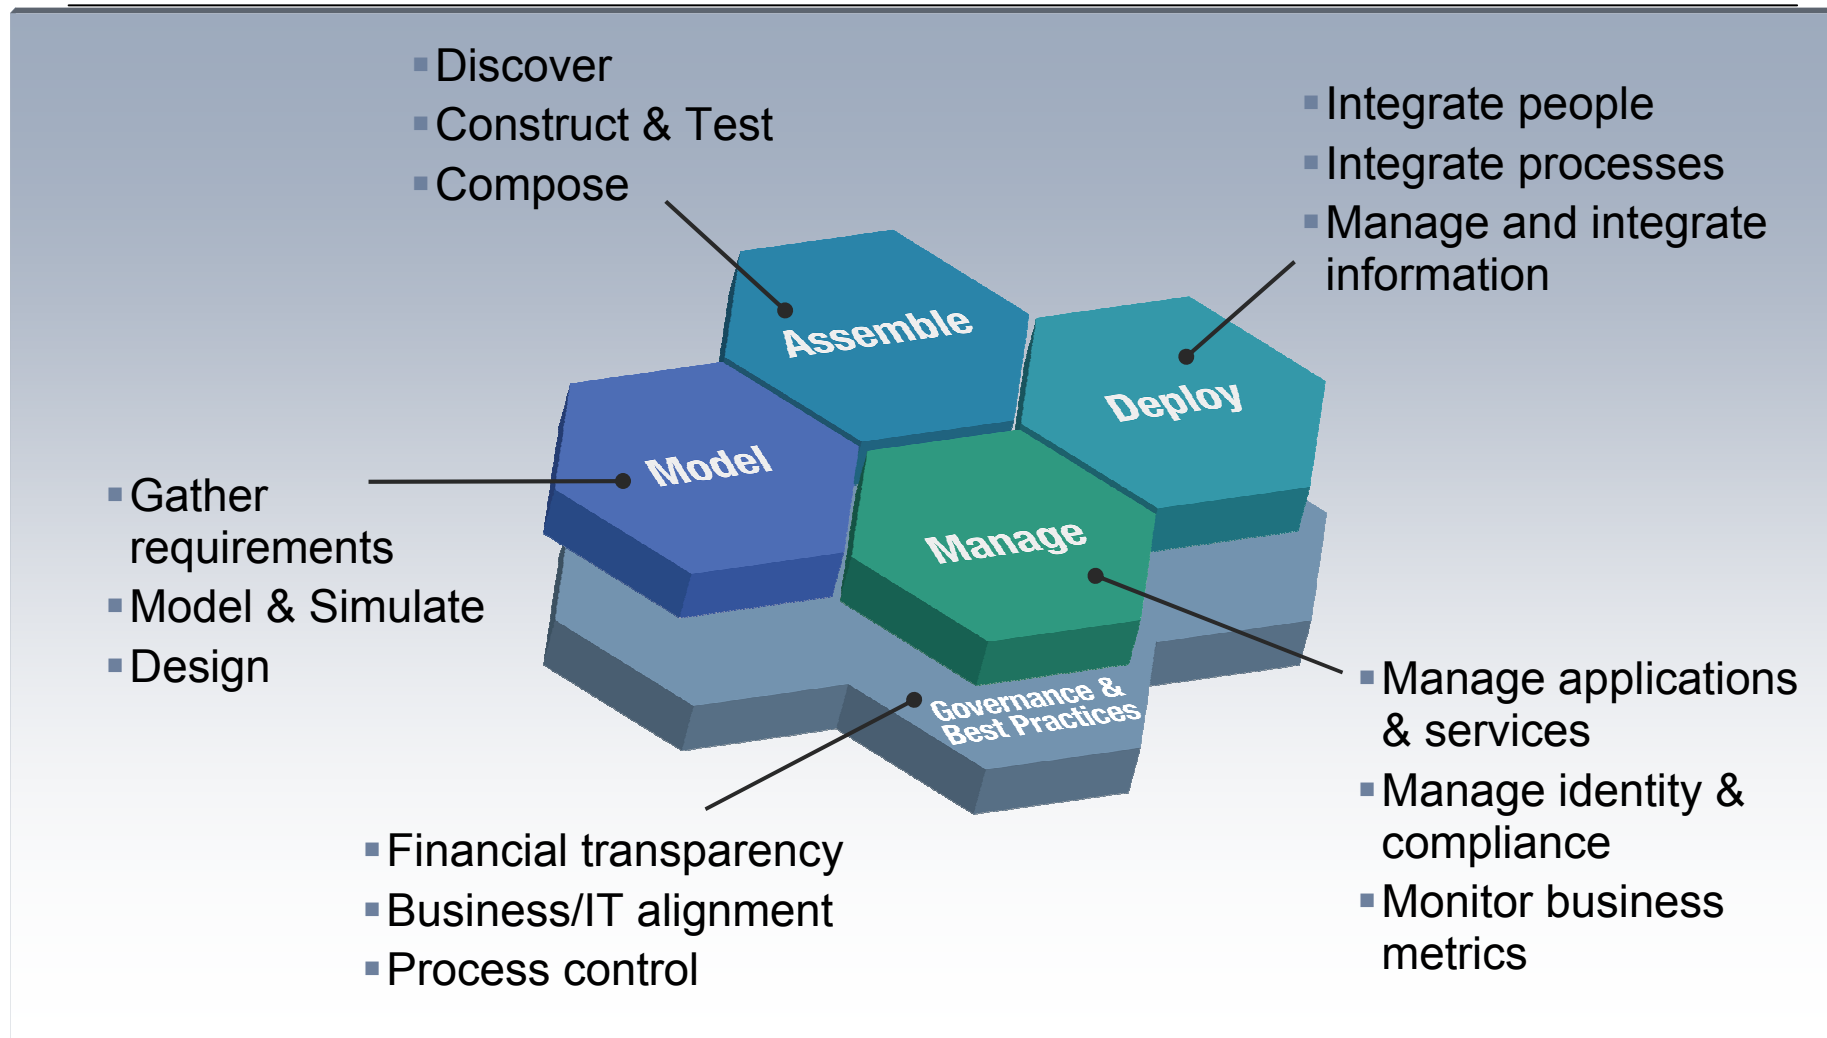 Discover
Construct & Test
Compose
Integrate people
Integrate processes
Manage and integrate
information
Assemble
Deploy
Model
Manage
Gather
requirements
Model & Simulate
Design
Governance &
Best Practices
Manage applications
& services
Manage identity &
compliance
Monitor business
metrics
Financial transparency
Business/IT alignment
Process control